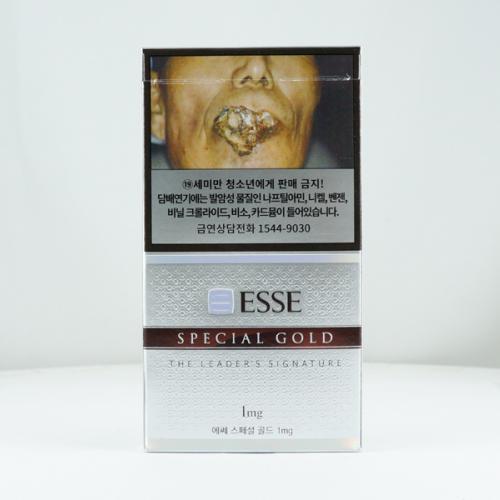 ⑲세미만 청소년에게 판매 금지!
담배연기에는 발암성 물질인 나프틸아민, 니켈, 벤젠,
비닐 크롤라이드, 비소, 카드뮴이 들어있습니다.
금연상담전화 1544-9030
ESSE
SPECIAL GOLD
THE LEADER'S SIGNATURE
1mg
에쎄 스페셜 골드 1mg